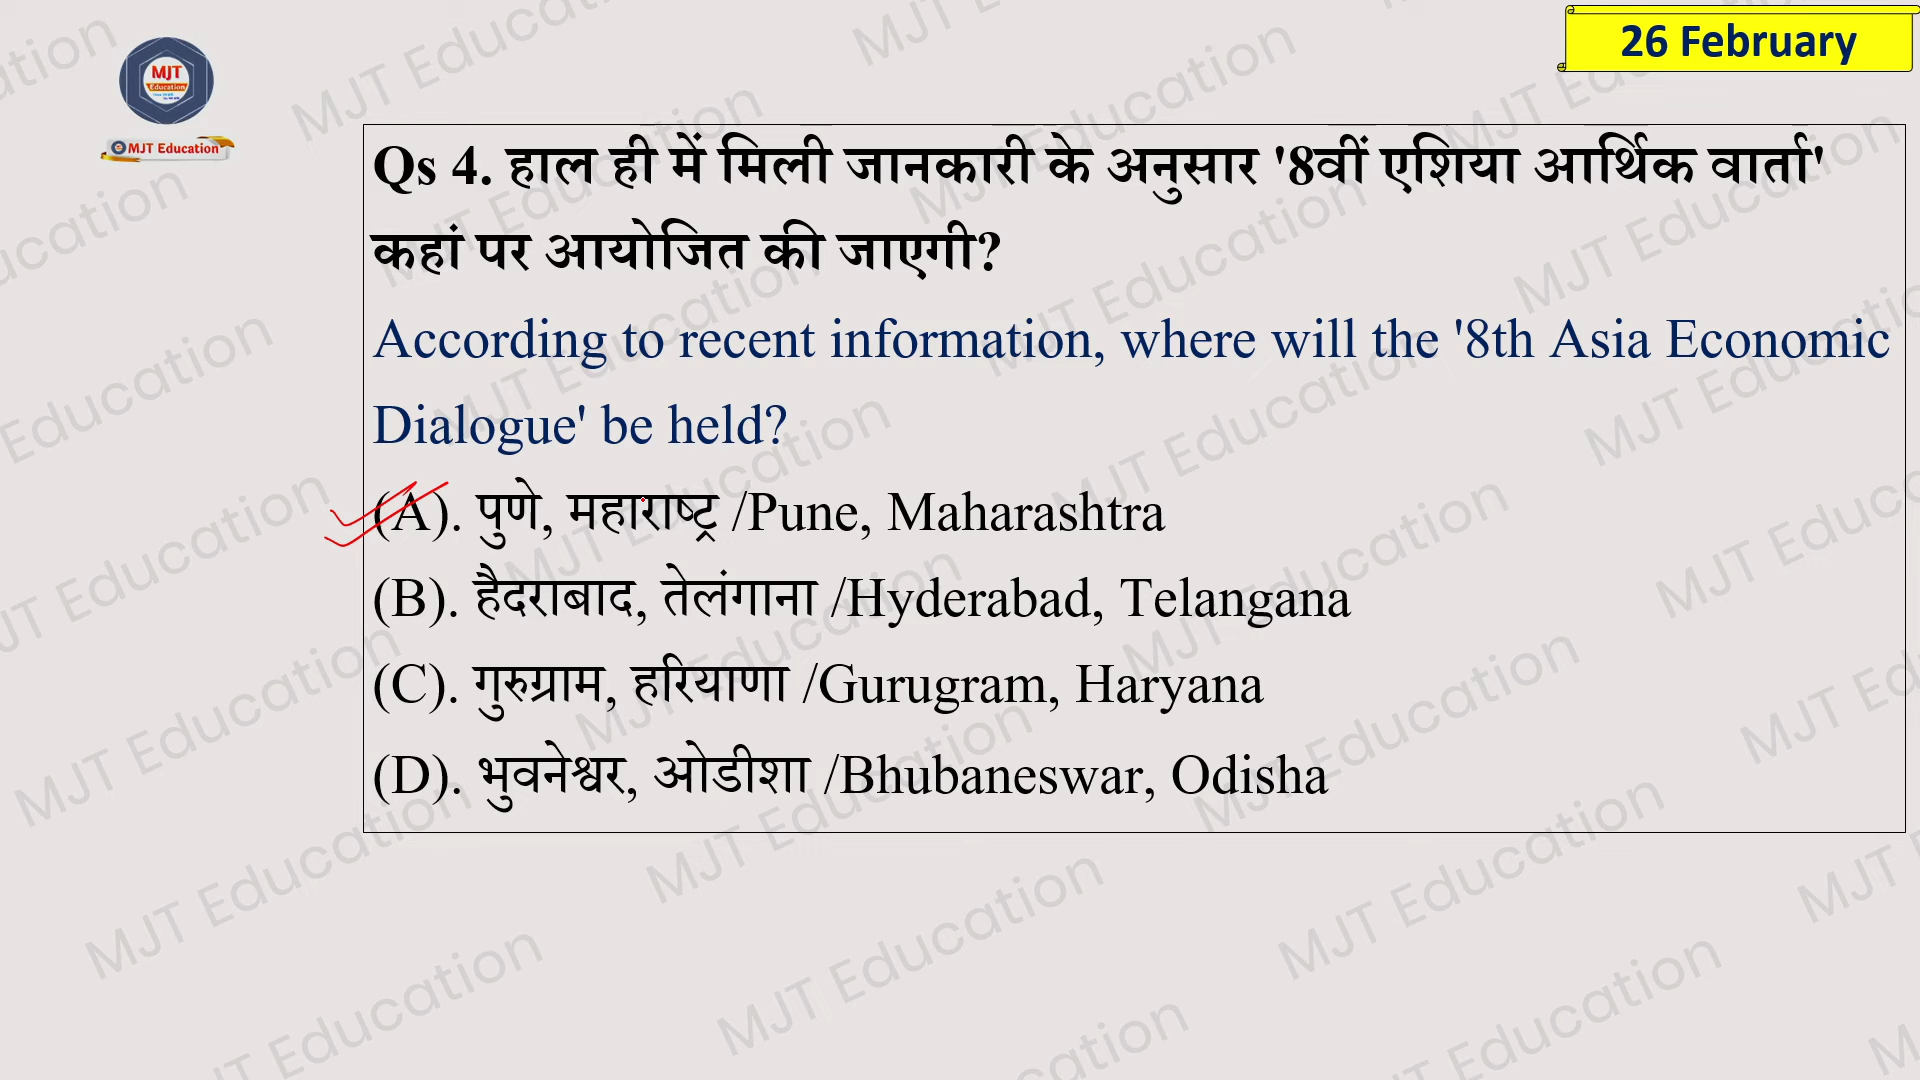 26 February
MJT
Education
MJT Education
Qs 4. हाल ही में मिली जानकारी के अनुसार '8वीं एशिया आर्थिक वार्ता'
कहां पर आयोजित की जाएगी?
According to recent information, where will the '8th Asia Economic
Dialogue' be held?
(A). पुणे, महाराष्ट्र /Pune, Maharashtra
(B). हैदराबाद, तेलंगाना /Hyderabad, Telangana
(C). गुरुग्राम, हरियाणा /Gurugram, Haryana
(D). भुवनेश्वर, ओडीशा /Bhubaneswar, Odisha